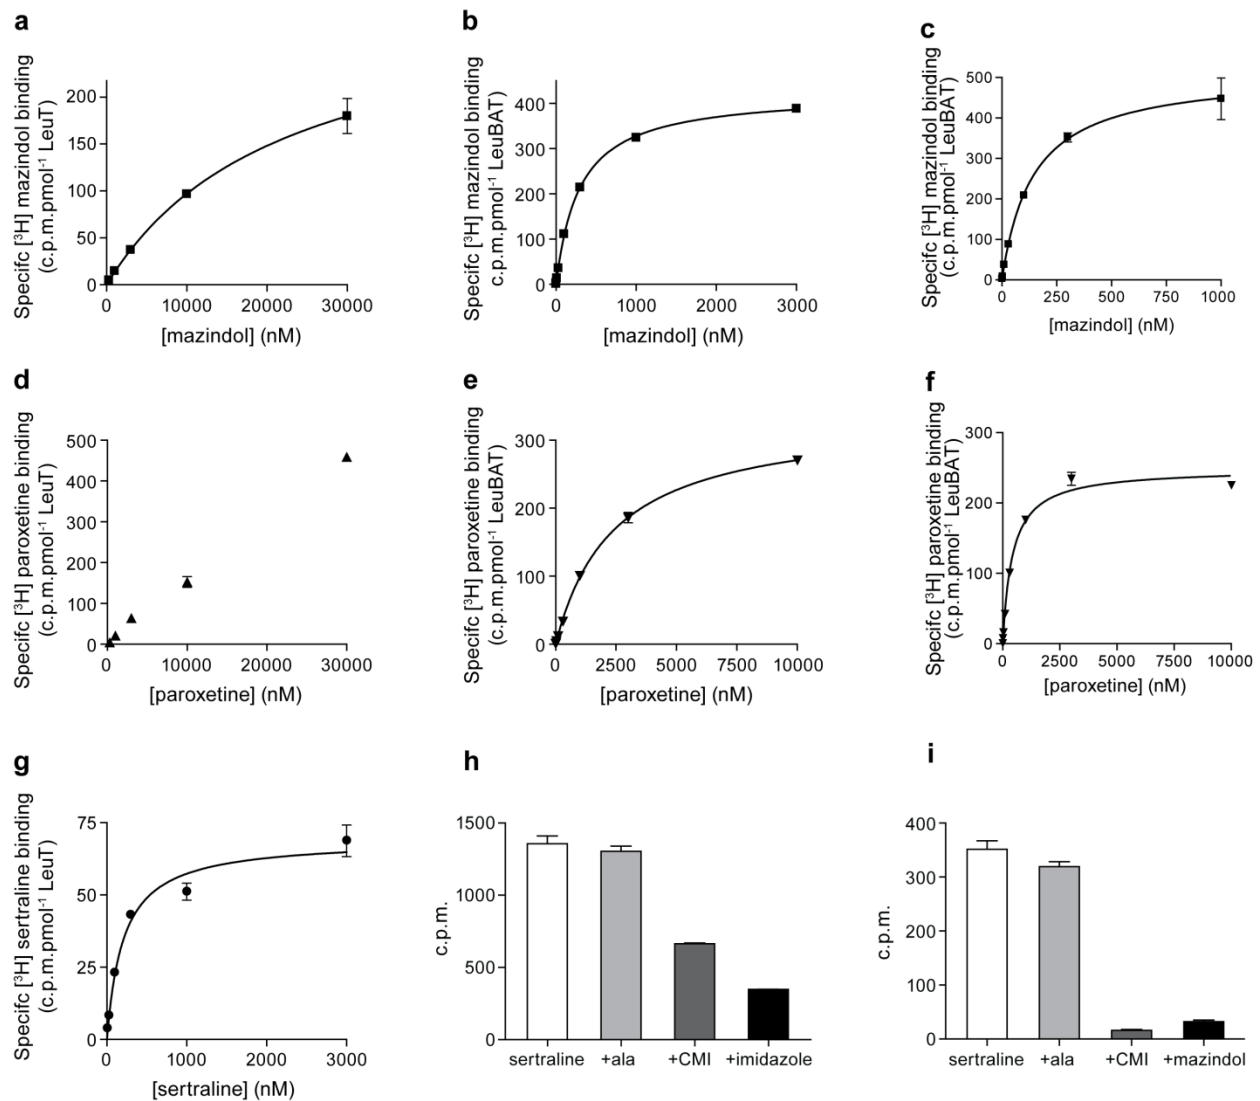 a
Specifc [³H] mazindol binding
(c.p.m.pmol⁻¹ LeuT)
200
150
100
50
0
0 10000 20000 30000
[mazindol] (nM)
b
Specifc [³H] mazindol binding
c.p.m.pmol⁻¹ LeuBAT)
400
300
200
100
0
0 1000 2000 3000
[mazindol] (nM)
c
Specifc [³H] mazindol binding
(c.p.m.pmol⁻¹ LeuBAT)
500
400
300
200
100
0
0 250 500 750 1000
[mazindol] (nM)
d
Specifc [³H] paroxetine binding
(c.p.m.pmol⁻¹ LeuT)
500
400
300
200
100
0
0 10000 20000 30000
[paroxetine] (nM)
e
Specifc [³H] paroxetine binding
(c.p.m.pmol⁻¹ LeuBAT)
300
200
100
0
0 2500 5000 7500 10000
[paroxetine] (nM)
f
Specifc [³H] paroxetine binding
(c.p.m.pmol⁻¹ LeuBAT)
300
200
100
0
0 2500 5000 7500 10000
[paroxetine] (nM)
g
Specifc [³H] sertraline binding
(c.p.m.pmol⁻¹ LeuT)
75
50
25
0
0 1000 2000 3000
[sertraline] (nM)
h
c.p.m.
1500
1000
500
0
sertraline +ala +CMI +imidazole
i
c.p.m.
400
300
200
100
0
sertraline +ala +CMI +mazindol